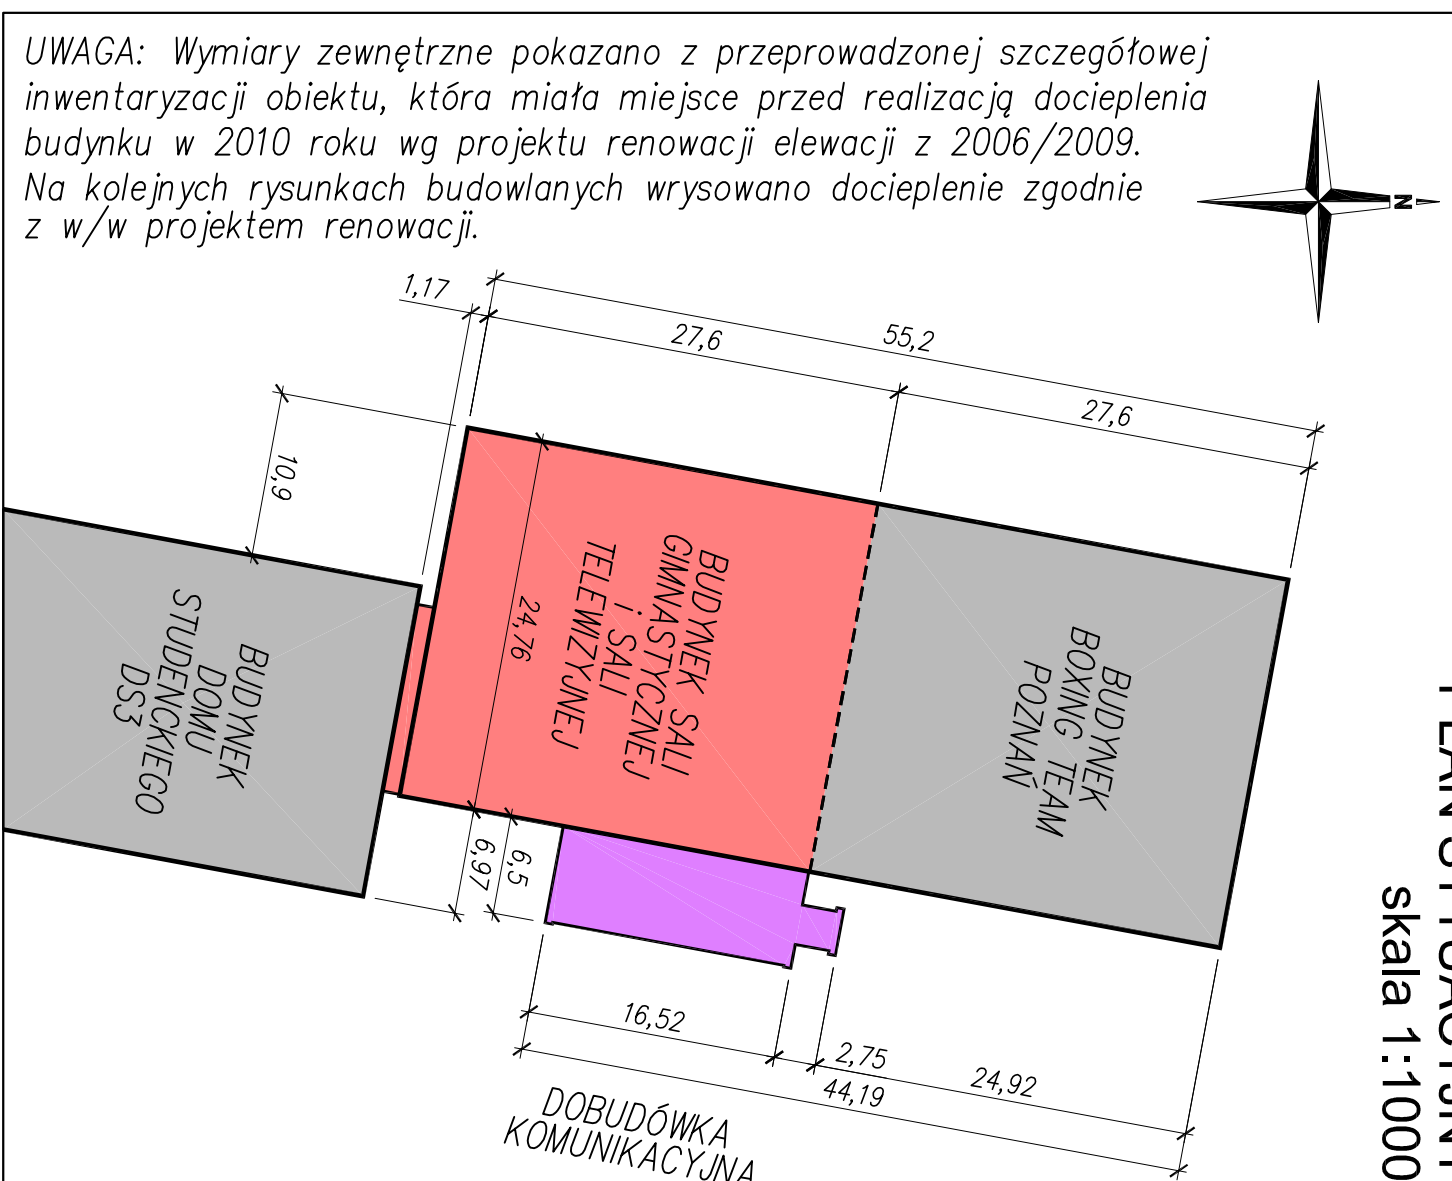 UWAGA: Wymiary zewnętrzne pokazano z przeprowadzonej szczegółowej
inwentaryzacji obiektu, która miała miejsce przed realizacją docieplenia
budynku w 2010 roku wg projektu renowacji elewacji z 2006/2009.
Na kolejnych rysunkach budowlanych wrysowano docieplenie zgodnie
z w/w projektem renowacji.
N
1,17
27,6
55,2
27,6
10,9
24,76
BUDYNEK SALI
GIMNASTYCZNEJ
i SALI
TELEWIZYJNEJ
BUDYNEK
BOXING TEAM
POZNAŃ
BUDYNEK
DOMU
STUDENCKIEGO
DS3
6,97
6,5
16,52
2,75
24,92
44,19
DOBUDÓWKA
KOMUNIKACYJNA
skala 1:1000